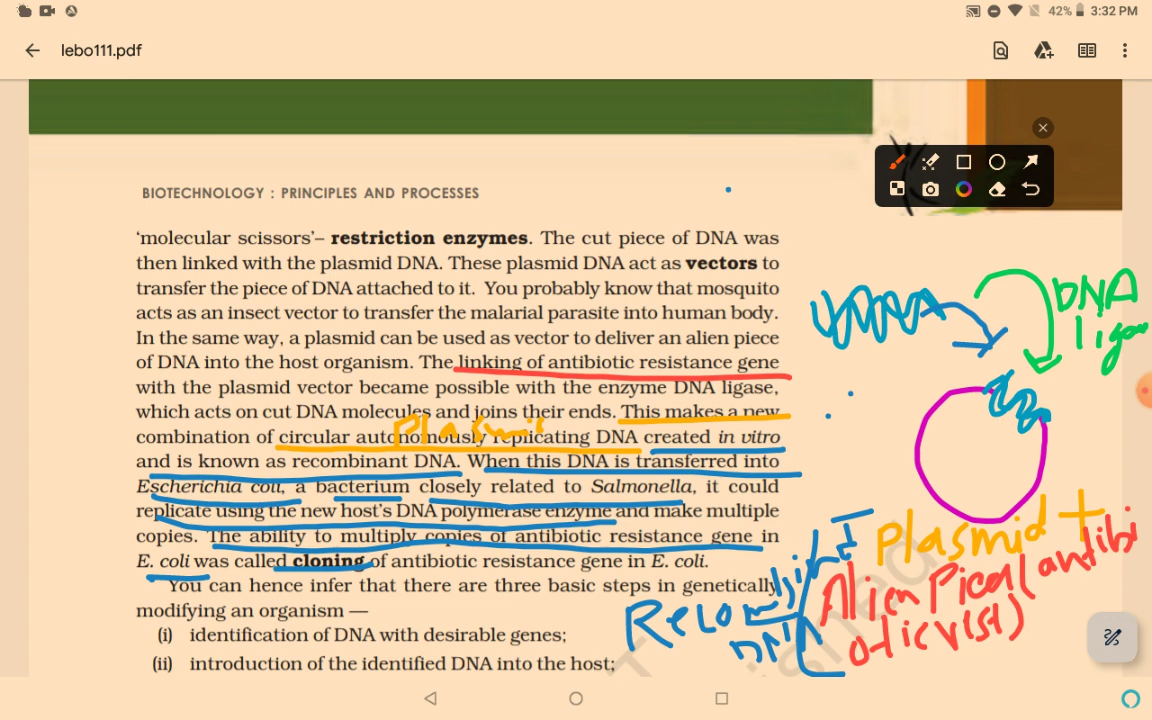 42% 3:32 PM
lebo111.pdf
BIOTECHNOLOGY : PRINCIPLES AND PROCESSES
‘molecular scissors’– restriction enzymes. The cut piece of DNA was
then linked with the plasmid DNA. These plasmid DNA act as vectors to
transfer the piece of DNA attached to it. You probably know that mosquito
acts as an insect vector to transfer the malarial parasite into human body.
In the same way, a plasmid can be used as vector to deliver an alien piece
of DNA into the host organism. The linking of antibiotic resistance gene
with the plasmid vector became possible with the enzyme DNA ligase,
which acts on cut DNA molecules and joins their ends. This makes a new
combination of circular autonomously replicating DNA created in vitro
and is known as recombinant DNA. When this DNA is transferred into
Escherichia coli, a bacterium closely related to Salmonella, it could
replicate using the new host’s DNA polymerase enzyme and make multiple
copies. The ability to multiply copies of antibiotic resistance gene in
E. coli was called cloning of antibiotic resistance gene in E. coli.
You can hence infer that there are three basic steps in genetically
modifying an organism —
(i) identification of DNA with desirable genes;
(ii) introduction of the identified DNA into the host;
DNA
Plasmid +
Alien
DNA